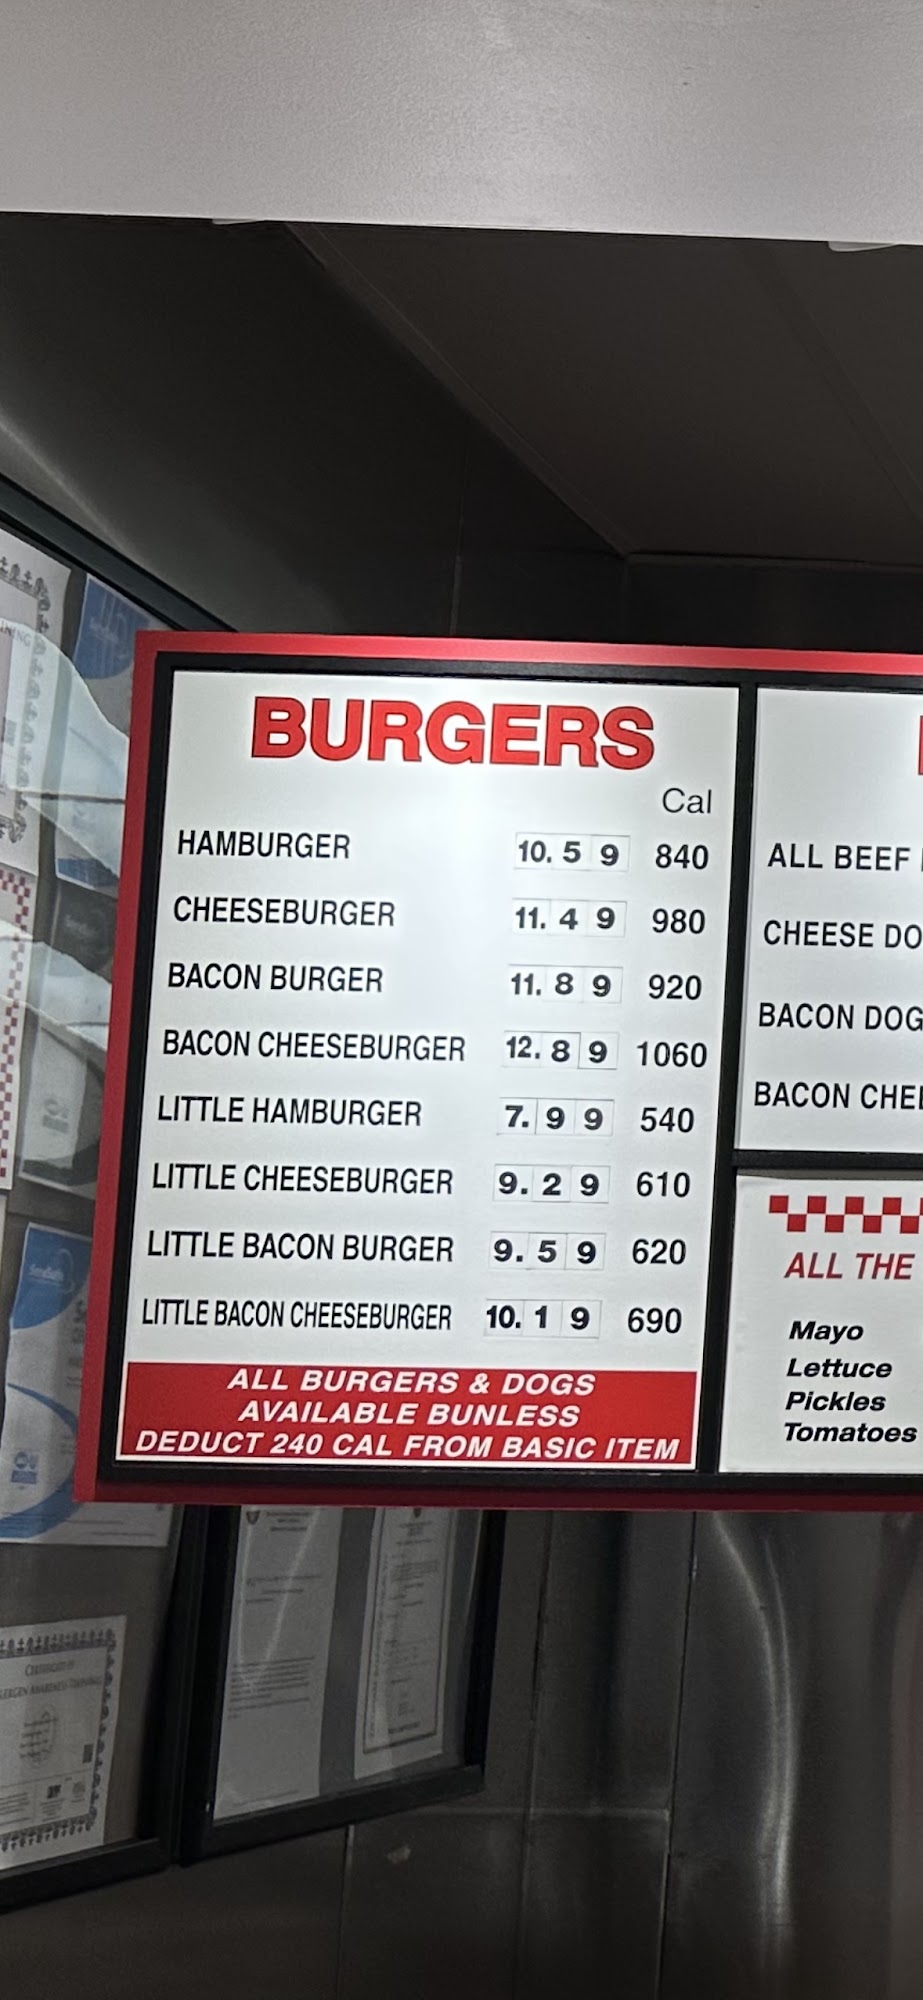 BURGERS
Cal
HAMBURGER 10.59 840
CHEESEBURGER 11.49 980
BACON BURGER 11.89 920
BACON CHEESEBURGER 12.89 1060
LITTLE HAMBURGER 7.99 540
LITTLE CHEESEBURGER 9.29 610
LITTLE BACON BURGER 9.59 620
LITTLE BACON CHEESEBURGER 10.19 690
ALL BURGERS & DOGS
AVAILABLE BUNLESS
DEDUCT 240 CAL FROM BASIC ITEM
ALL BEEF
CHEESE
BACON
BACON
ALL THE
Mayo
Lettuce
Pickles
Tomatoes